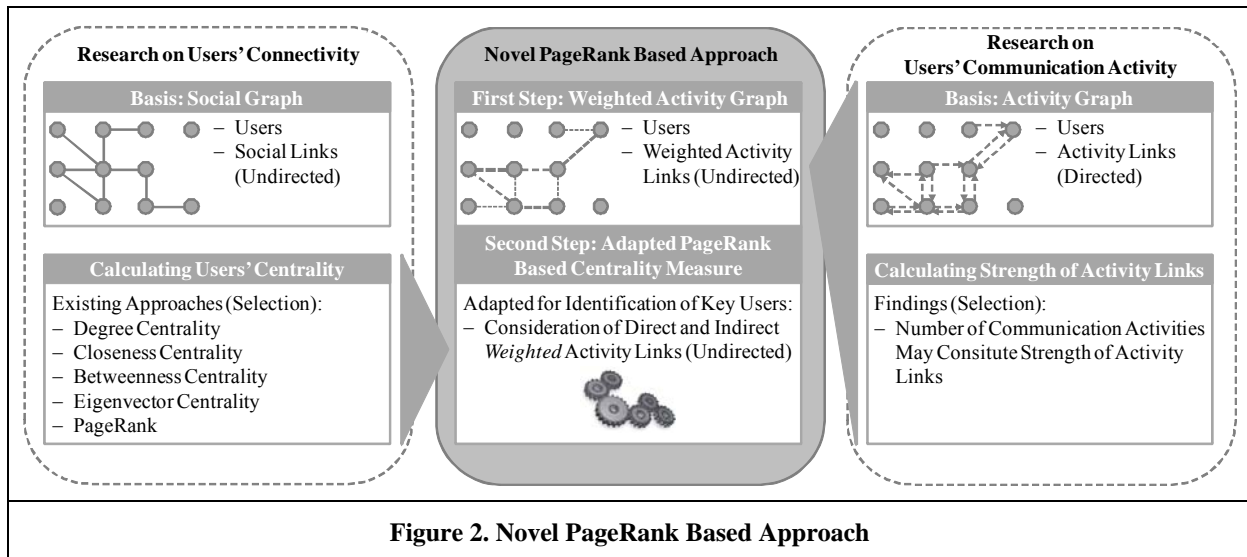 Research on Users' Connectivity
Basis: Social Graph
– Users
– Social Links
(Undirected)
Calculating Users' Centrality
Existing Approaches (Selection):
– Degree Centrality
– Closeness Centrality
– Betweenness Centrality
– Eigenvector Centrality
– PageRank
Novel PageRank Based Approach
First Step: Weighted Activity Graph
– Users
– Weighted Activity
Links (Undirected)
Second Step: Adapted PageRank
Based Centrality Measure
Adapted for Identification of Key Users:
– Consideration of Direct and Indirect
Weighted Activity Links (Undirected)
Research on
Users' Communication Activity
Basis: Activity Graph
– Users
– Activity Links
(Directed)
Calculating Strength of Activity Links
Findings (Selection):
– Number of Communication Activities
May Consitute Strength of Activity
Links
Figure 2. Novel PageRank Based Approach